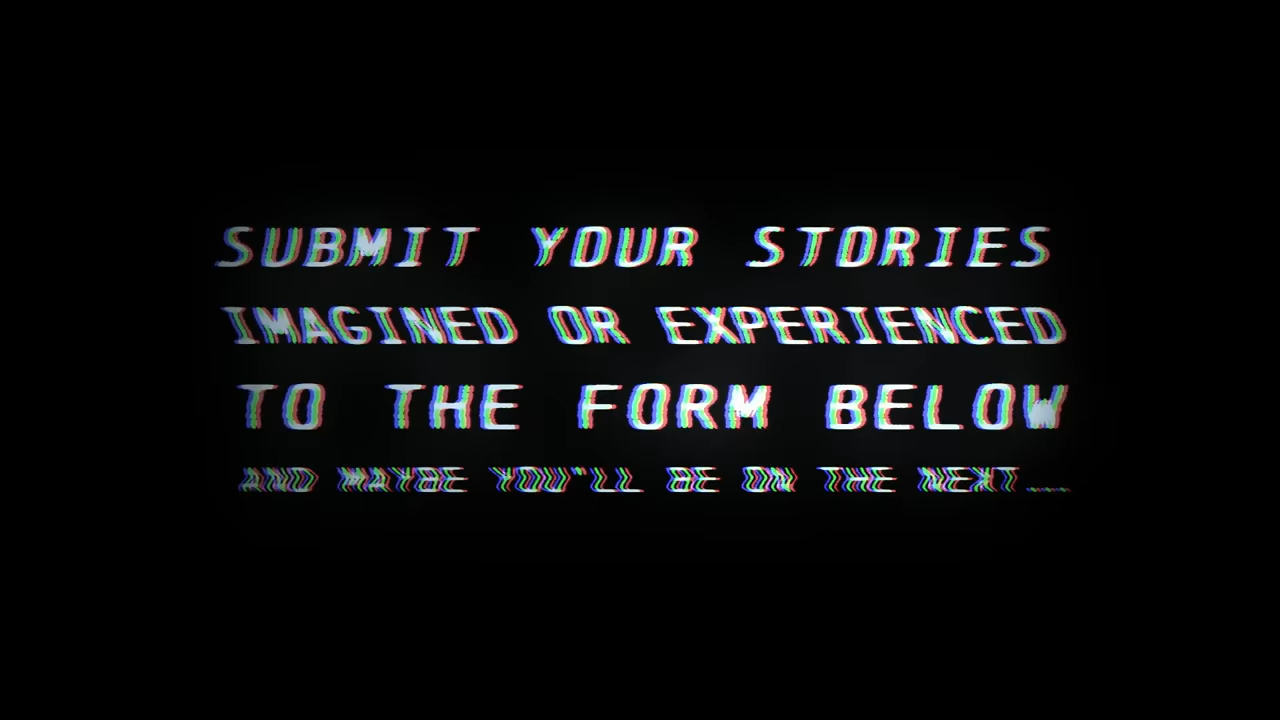 SUBMIT YOUR STORIES
IMAGINED OR EXPERIENCED
TO THE FORM BELOW
AND MAYBE YOU'LL BE ON THE NEXT...